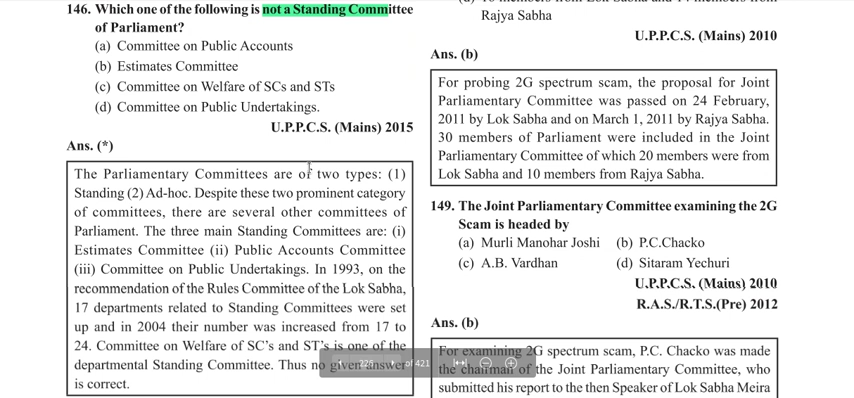 146. Which one of the following is not a Standing Committee
of Parliament?
(a) Committee on Public Accounts
(b) Estimates Committee
(c) Committee on Welfare of SCs and STs
(d) Committee on Public Undertakings.
U.P.P.C.S. (Mains) 2015
Ans. (*)
The Parliamentary Committees are of two types: (1)
Standing (2) Ad-hoc. Despite these two prominent category
of committees, there are several other committees of
Parliament. The three main Standing Committees are: (i)
Estimates Committee (ii) Public Accounts Committee
(iii) Committee on Public Undertakings. In 1993, on the
recommendation of the Rules Committee of the Lok Sabha,
17 departments related to Standing Committees were set
up and in 2004 their number was increased from 17 to
24. Committee on Welfare of SC's and ST's is one of the
departmental Standing Committee. Thus no given answer
is correct.
Rajya Sabha
U.P.P.C.S. (Mains) 2010
Ans. (b)
For probing 2G spectrum scam, the proposal for Joint
Parliamentary Committee was passed on 24 February,
2011 by Lok Sabha and on March 1, 2011 by Rajya Sabha.
30 members of Parliament were included in the Joint
Parliamentary Committee of which 20 members were from
Lok Sabha and 10 members from Rajya Sabha.
149. The Joint Parliamentary Committee examining the 2G
Scam is headed by
(a) Murli Manohar Joshi (b) P.C.Chacko
(c) A.B. Vardhan (d) Sitaram Yechuri
U.P.P.C.S. (Mains) 2010
R.A.S./R.T.S.(Pre) 2012
Ans. (b)
For examining 2G spectrum scam, P.C. Chacko was made
the chairman of the Joint Parliamentary Committee, who
submitted his report to the then Speaker of Lok Sabha Meira
225 of 421